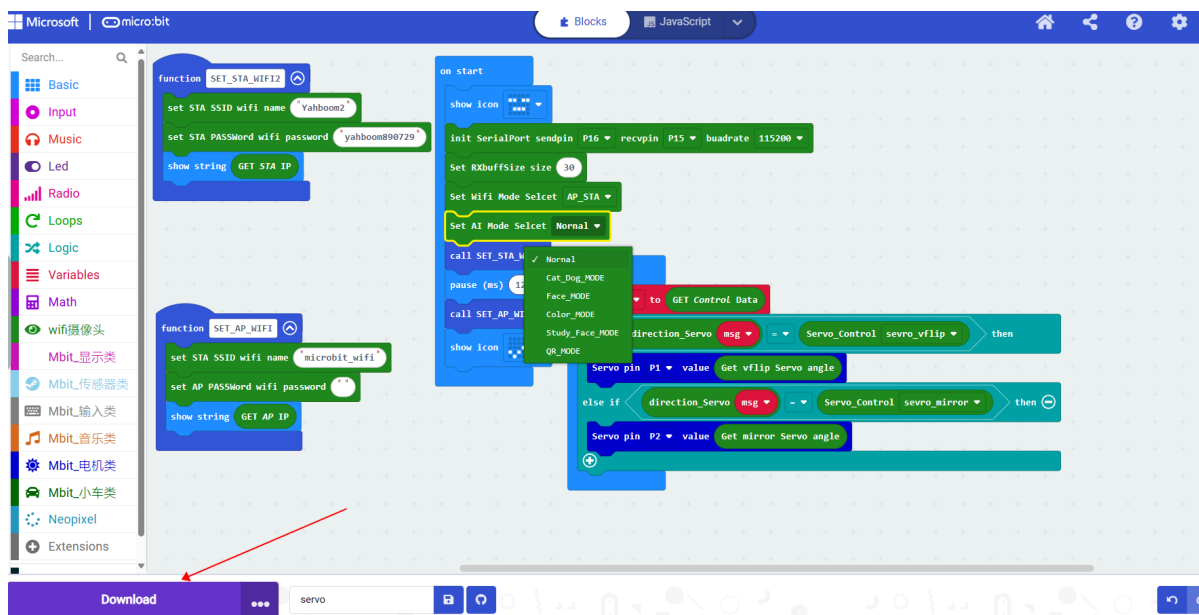 Microsoft micro:bit
Blocks
JavaScript
Search...
Basic
Input
Music
Led
Radio
Loops
Logic
Variables
Math
wifi摄像头
Mbit_显示类
Mbit_传感器类
Mbit_输入类
Mbit_音乐类
Mbit_电机类
Mbit_小车类
Neopixel
Extensions
function SET_STA_WIFI2
set STA SSID wifi name "Yahboom2"
set STA PASSWord wifi password "yahboom890729"
show string GET STA IP
function SET_AP_WIFI
set STA SSID wifi name "microbit_wifi"
set AP PASSWord wifi password " "
show string GET AP IP
on start
show icon
init SerialPort sendpin P16 recvpin P15 buadrate 115200
Set RXbuffSize size 30
Set Wifi Mode Selcet AP_STA
Set AI Mode Selcet Normal
call SET_STA_W
pause (ms) 12
call SET_AP_WI
show icon
✓ Normal
Cat_Dog_MODE
Face_MODE
Color_MODE
Study_Face_MODE
QR_MODE
to GET Control Data
direction_Servo msg = Servo_Control sevro_vflip then
Servo pin P1 value Get vflip Servo angle
else if direction_Servo msg = Servo_Control sevro_mirror then
Servo pin P2 value Get mirror Servo angle
Download
servo